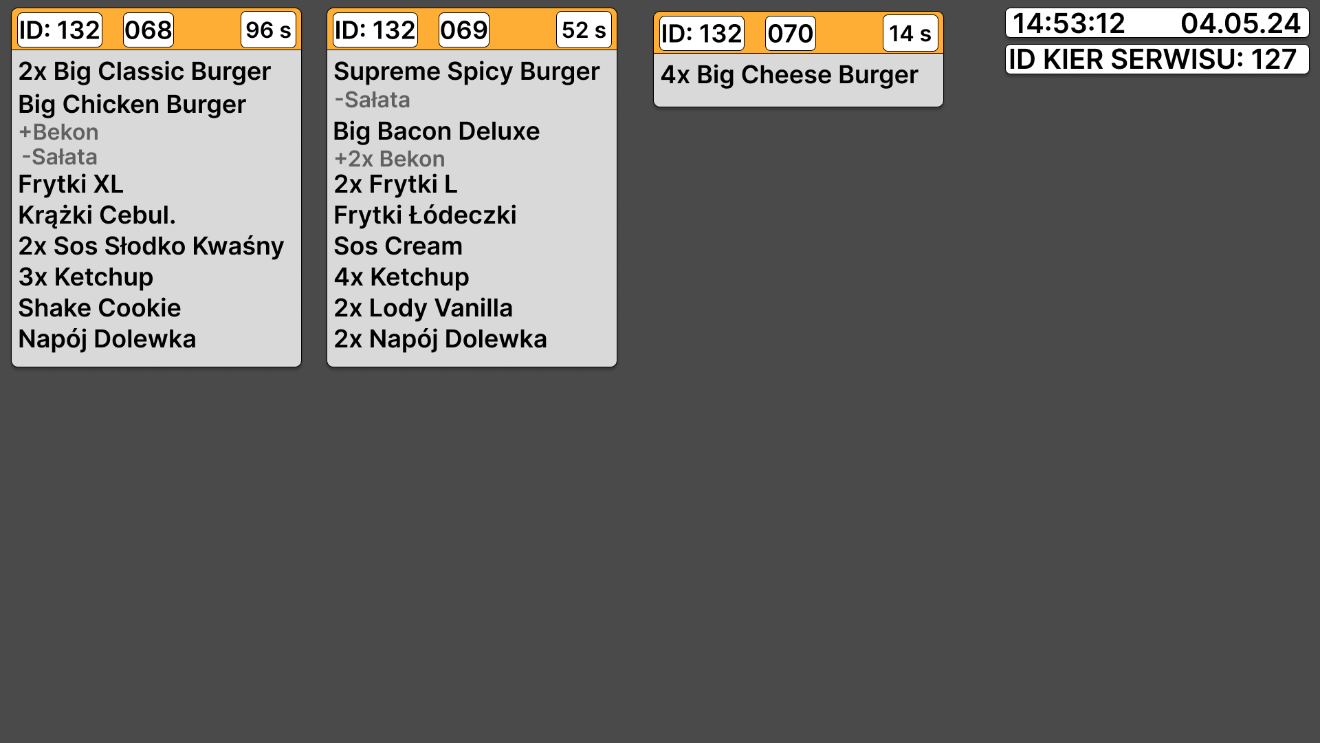 ID: 132 068 96 s
2x Big Classic Burger
Big Chicken Burger
+Bekon
-Sałata
Frytki XL
Krążki Cebul.
2x Sos Słodko Kwaśny
3x Ketchup
Shake Cookie
Napój Dolewka
ID: 132 069 52 s
Supreme Spicy Burger
-Sałata
Big Bacon Deluxe
+2x Bekon
2x Frytki L
Frytki Łódeczki
Sos Cream
4x Ketchup
2x Lody Vanilla
2x Napój Dolewka
ID: 132 070 14 s
4x Big Cheese Burger
14:53:12 04.05.24
ID KIER SERWISU: 127